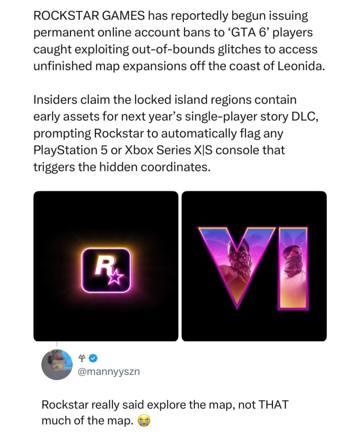 ROCKSTAR GAMES has reportedly begun issuing
permanent online account bans to ‘GTA 6’ players
caught exploiting out-of-bounds glitches to access
unfinished map expansions off the coast of Leonida.
Insiders claim the locked island regions contain
early assets for next year’s single-player story DLC,
prompting Rockstar to automatically flag any
PlayStation 5 or Xbox Series X|S console that
triggers the hidden coordinates.
R
VI
@mannyyszn
Rockstar really said explore the map, not THAT
much of the map. 😭